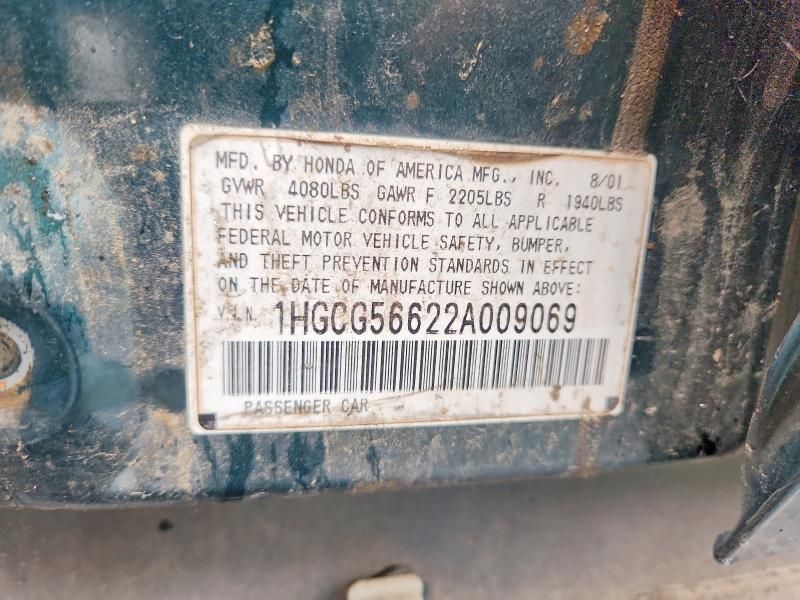 MFD. BY HONDA OF AMERICA MFG., INC. 8/01
GVWR 4080LBS GAWR F 2205LBS R 1940LBS
THIS VEHICLE CONFORMS TO ALL APPLICABLE
FEDERAL MOTOR VEHICLE SAFETY, BUMPER,
AND THEFT PREVENTION STANDARDS IN EFFECT
ON THE DATE OF MANUFACTURE SHOWN ABOVE:
V.I.N. 1HGCG56622A009069
PASSENGER CAR